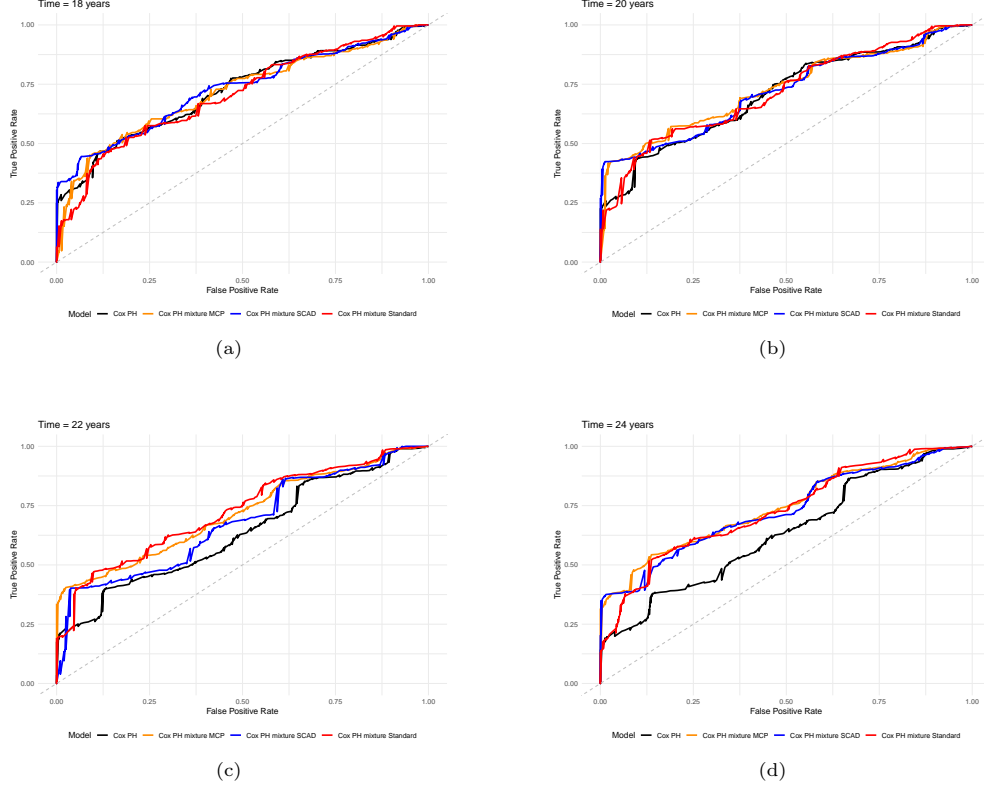 Time = 18 years
True Positive Rate
1.00
0.75
0.50
0.25
0.00
0.00 0.25 0.50 0.75 1.00
False Positive Rate
Model Cox PH Cox PH mixture MCP Cox PH mixture SCAD Cox PH mixture Standard
(a)
Time = 20 years
True Positive Rate
1.00
0.75
0.50
0.25
0.00
0.00 0.25 0.50 0.75 1.00
False Positive Rate
Model Cox PH Cox PH mixture MCP Cox PH mixture SCAD Cox PH mixture Standard
(b)
Time = 22 years
True Positive Rate
1.00
0.75
0.50
0.25
0.00
0.00 0.25 0.50 0.75 1.00
False Positive Rate
Model Cox PH Cox PH mixture MCP Cox PH mixture SCAD Cox PH mixture Standard
(c)
Time = 24 years
True Positive Rate
1.00
0.75
0.50
0.25
0.00
0.00 0.25 0.50 0.75 1.00
False Positive Rate
Model Cox PH Cox PH mixture MCP Cox PH mixture SCAD Cox PH mixture Standard
(d)